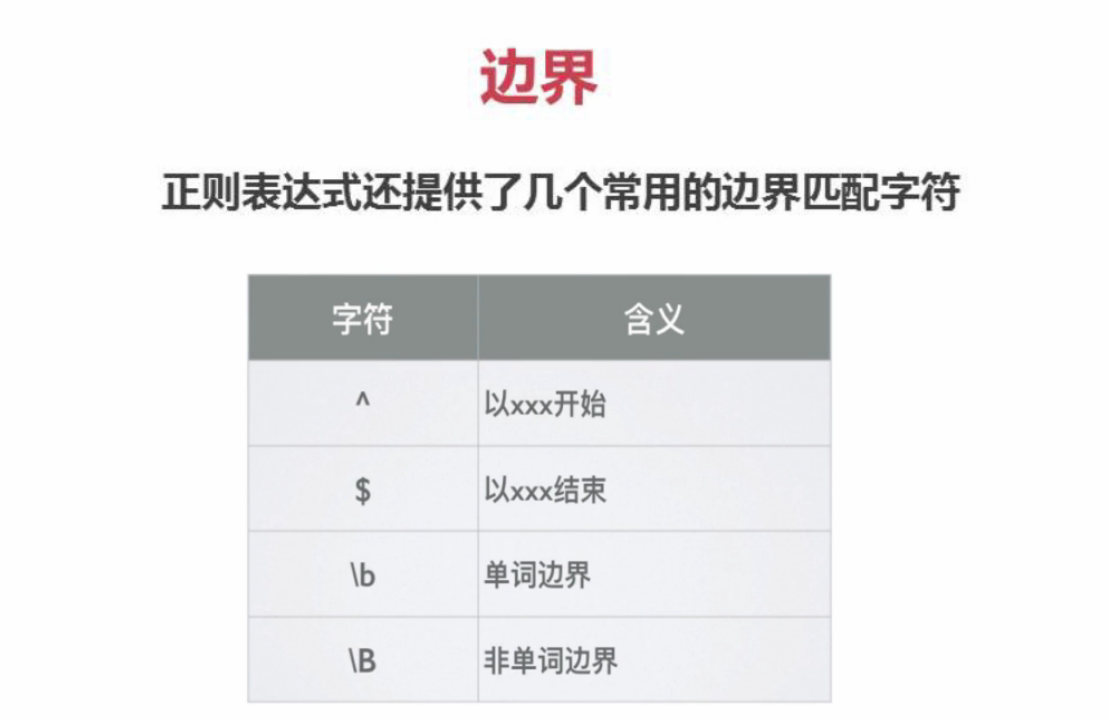 边界
正则表达式还提供了几个常用的边界匹配字符
字符 含义
^ 以xxx开始
$ 以xxx结束
\b 单词边界
\B 非单词边界